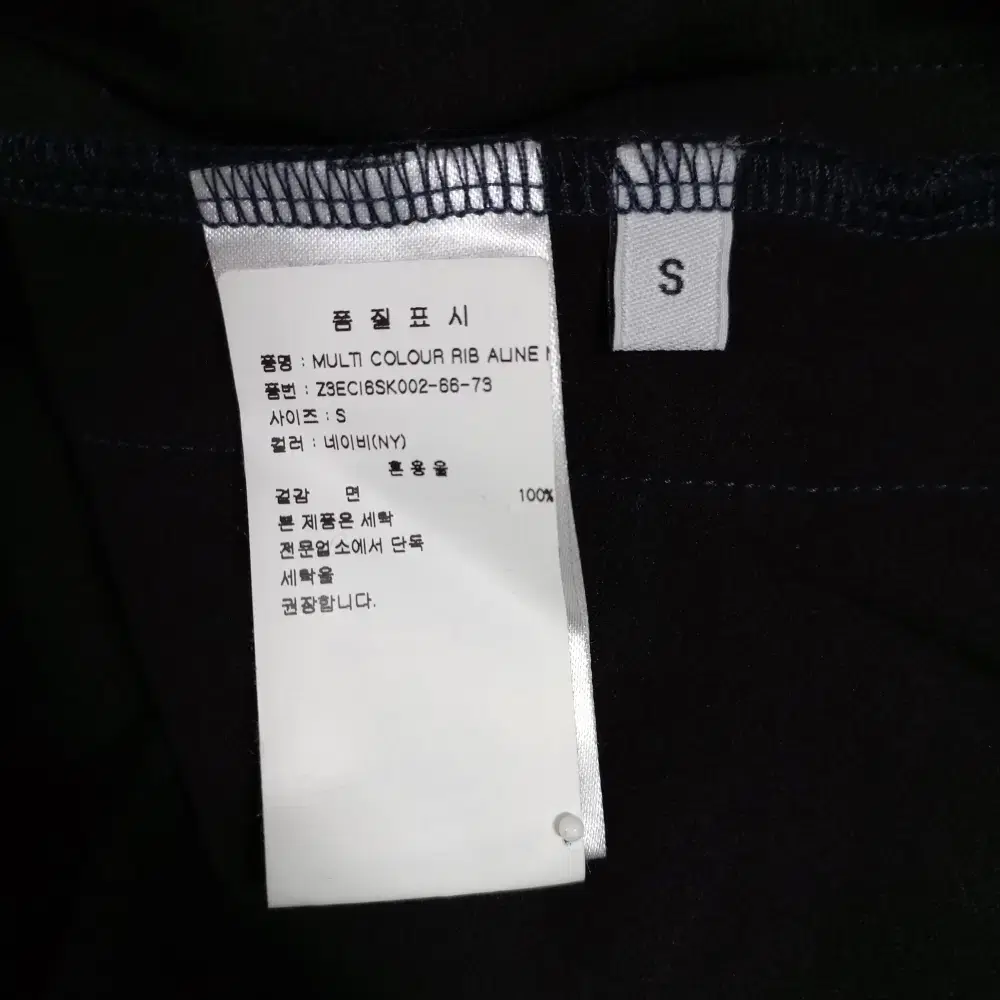 품 질 표 시
품명 : MULTI COLOUR RIB ALINE
품번 : Z3ECI6SK002-66-73
사이즈 : S
컬러 : 네이비(NY)
혼 용 율
겉감 면 100%
본 제품은 세탁
전문업소에서 단독
세탁을
권장합니다.
S